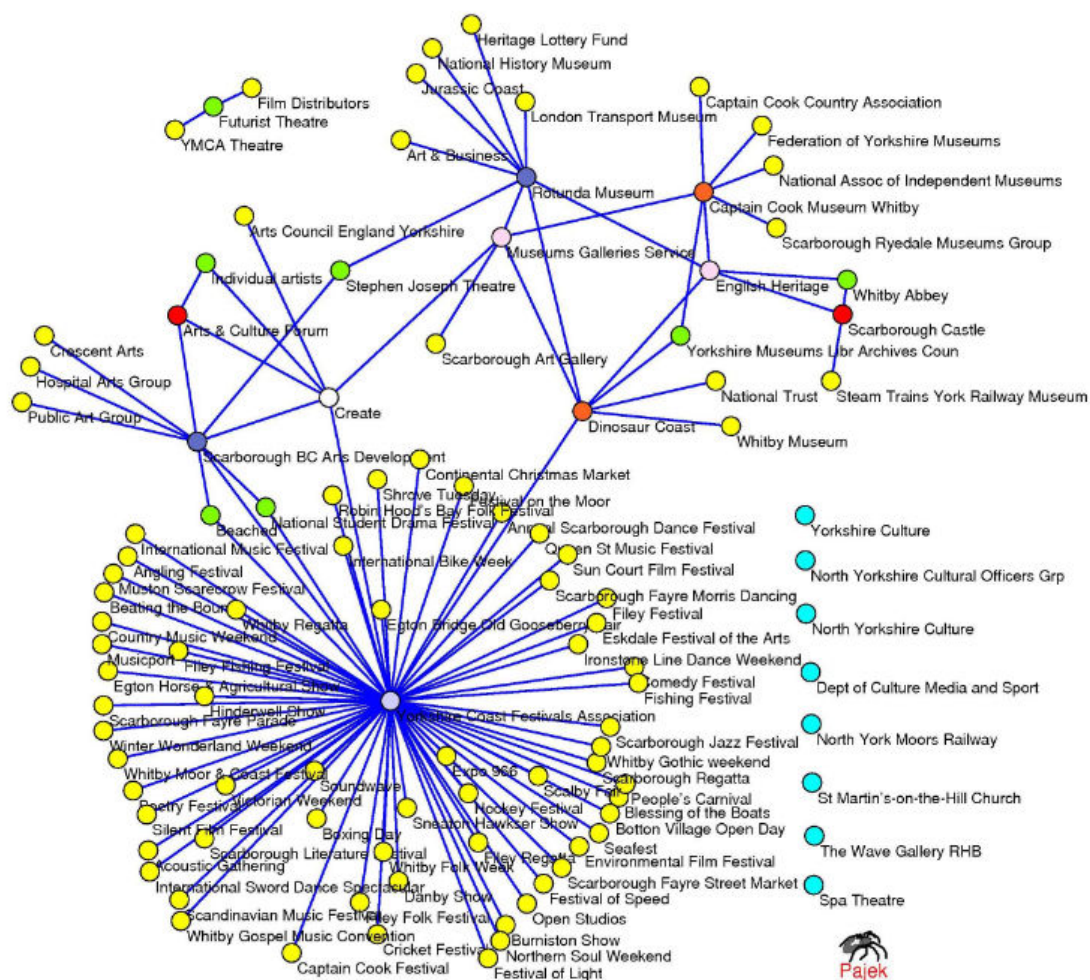 Heritage Lottery Fund
National History Museum
Jurassic Coast
Film Distributors
Captain Cook Country Association
London Transport Museum
Futurist Theatre
Federation of Yorkshire Museums
YMCA Theatre
Art & Business
National Assoc of Independent Museums
Rotunda Museum
Captain Cook Museum Whitby
Arts Council England Yorkshire
Scarborough Ryedale Museums Group
Museums Galleries Service
Individual artists
Stephen Joseph Theatre
English Heritage
Whitby Abbey
Arts & Culture Forum
Scarborough Castle
Crescent Arts
Yorkshire Museums Libr Archives Coun
Scarborough Art Gallery
Hospital Arts Group
National Trust
Steam Trains York Railway Museum
Public Art Group
Create
Dinosaur Coast
Whitby Museum
Scarborough BC Arts Development
Continental Christmas Market
Shrove Tuesday
Festival on the Moor
Robin Hood's Bay Folk Festival
National Student Drama Festival
Annual Scarborough Dance Festival
Beached
Yorkshire Culture
International Music Festival
Queen St Music Festival
International Bike Week
Sun Court Film Festival
Angling Festival
North Yorkshire Cultural Officers Grp
Muston Scarecrow Festival
Scarborough Fayre Morris Dancing
Beating the
Filey Festival
Whitby Regatta
Egton Bridge Old Gooseberry Fair
North Yorkshire Culture
Country Music Weekend
Eskdale Festival of the Arts
Musicport
Filey Fishing Festival
Ironstone Line Dance Weekend
Egton Horse & Agricultural Show
Comedy Festival
Dept of Culture Media and Sport
Fishing Festival
Hinderwell Show
Scarborough Fayre Parade
Yorkshire Coast Festivals Association
North York Moors Railway
Winter Wonderland Weekend
Scarborough Jazz Festival
Whitby Gothic weekend
Whitby Moor & Coast Festival
Soundwave
Expo 966
Scarborough Regatta
Scalby Fair
Poetry Festival
Victorian Weekend
Hockey Festival
People's Carnival
St Martin's-on-the-Hill Church
Blessing of the Boats
Silent Film Festival
Boxing Day
Sneaton Hawkser Show
Botton Village Open Day
Seafest
The Wave Gallery RHB
Acoustic Gathering
Scarborough Literature Festival
Whitby Folk Week
Filey Regatta
Environmental Film Festival
International Sword Dance Spectacular
Danby Show
Scarborough Fayre Street Market
Festival of Speed
Spa Theatre
Scandinavian Music Festival
Filey Folk Festival
Open Studios
Whitby Gospel Music Convention
Cricket Festival
Burniston Show
Northern Soul Weekend
Captain Cook Festival
Festival of Light
Pajek